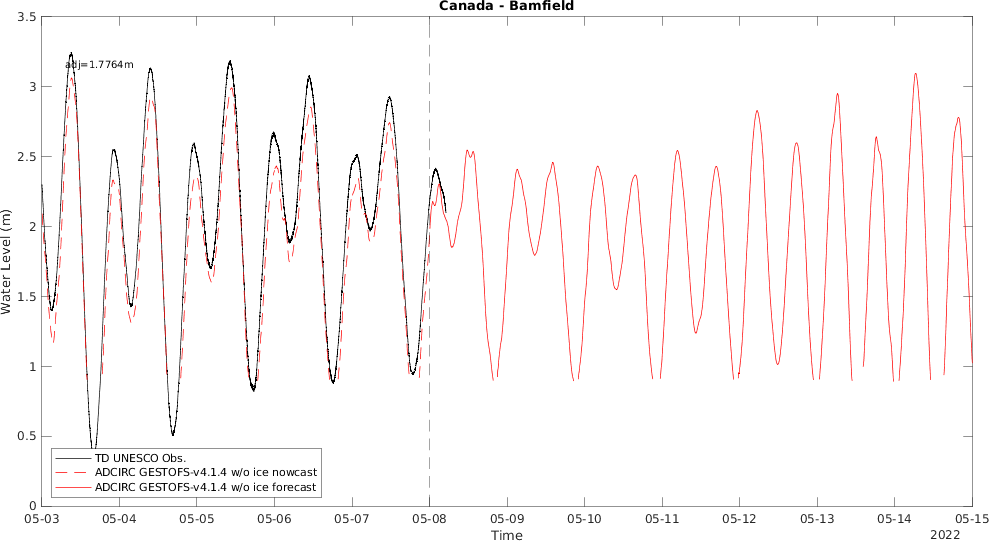 Canada - Bamfield
3.5
3
2.5
2
1.5
1
0.5
0
Water Level (m)
adj=1.7764m
TD UNESCO Obs.
ADCIRC GESTOFS-v4.1.4 w/o ice nowcast
ADCIRC GESTOFS-v4.1.4 w/o ice forecast
05-03 05-04 05-05 05-06 05-07 05-08 05-09 05-10 05-11 05-12 05-13 05-14 05-15
Time
2022